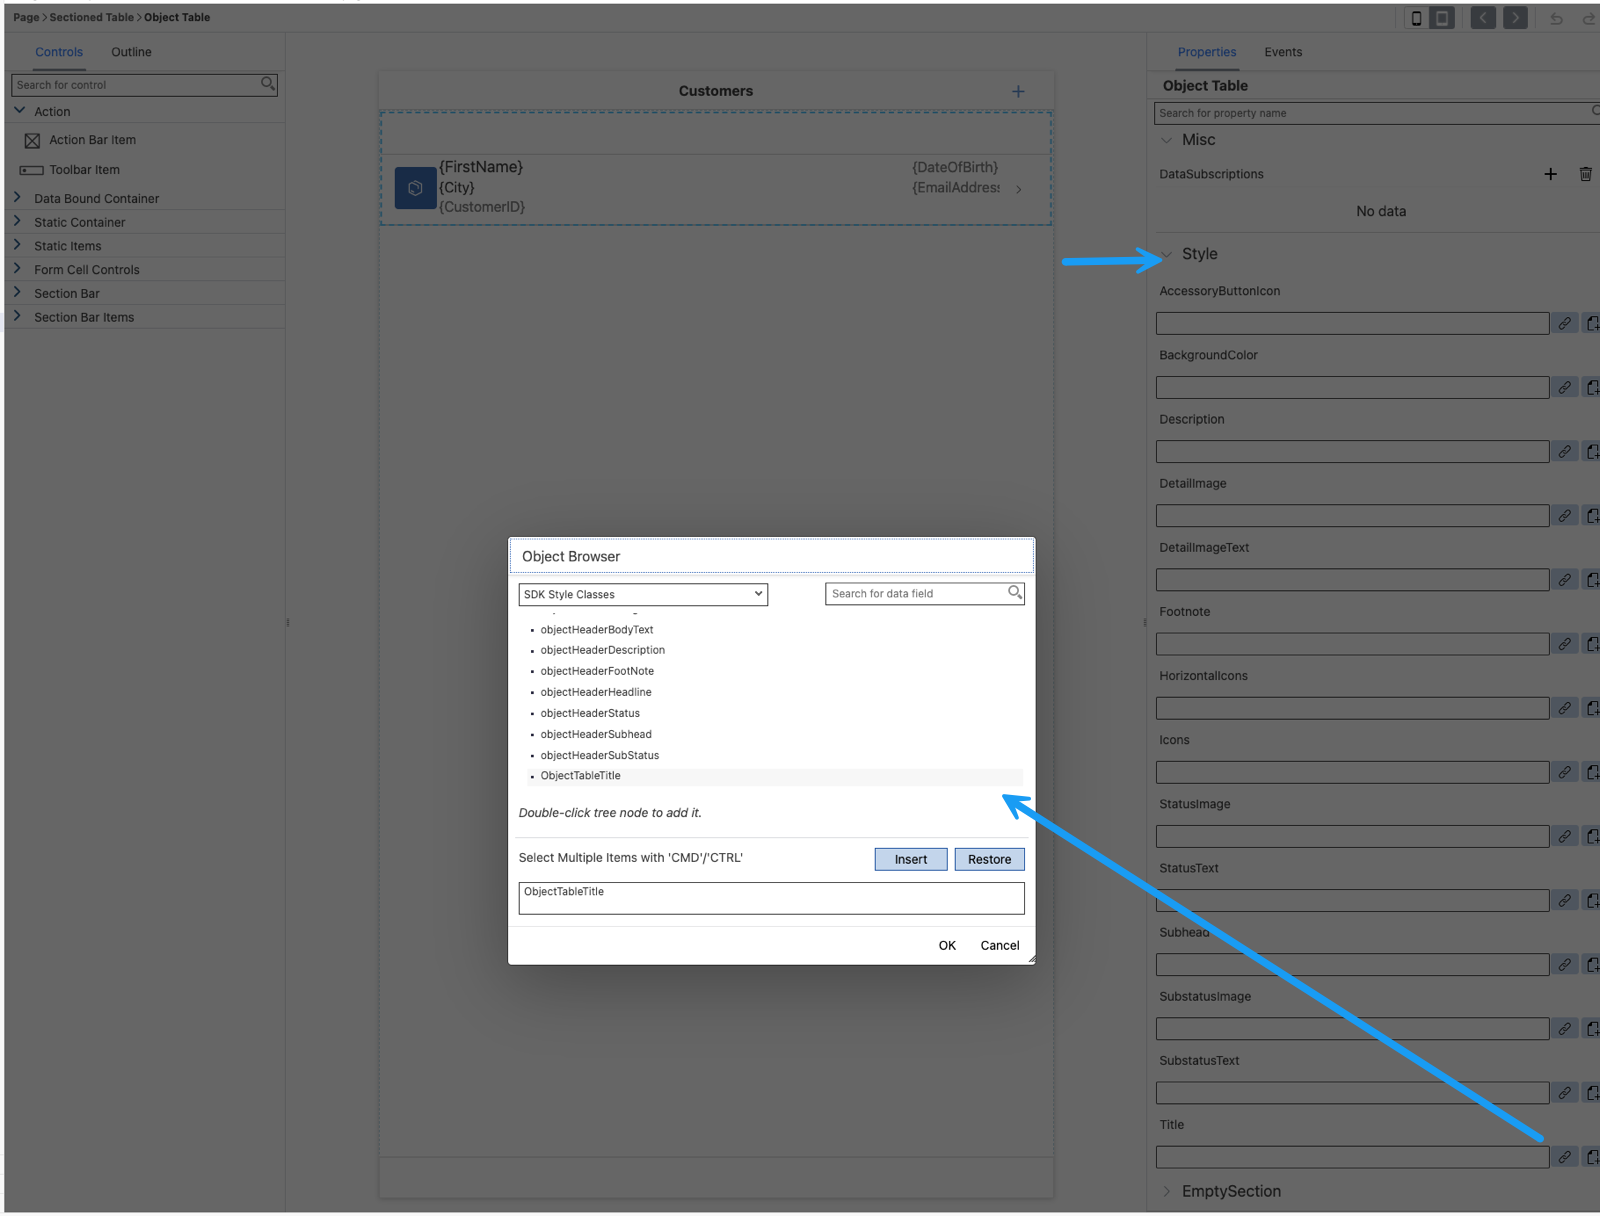 Page > Sectioned Table > Object Table
Controls
Outline
Search for control
Action
Action Bar Item
Toolbar Item
Data Bound Container
Static Container
Static Items
Form Cell Controls
Section Bar
Section Bar Items
Customers
{FirstName}
{City}
{CustomerID}
{DateOfBirth}
{EmailAddress
Object Browser
SDK Style Classes
Search for data field
objectHeaderBodyText
objectHeaderDescription
objectHeaderFootNote
objectHeaderHeadline
objectHeaderStatus
objectHeaderSubhead
objectHeaderSubStatus
ObjectTableTitle
Double-click tree node to add it.
Select Multiple Items with 'CMD'/'CTRL'
Insert
Restore
ObjectTableTitle
OK
Cancel
Properties
Events
Object Table
Search for property name
Misc
DataSubscriptions
No data
Style
AccessoryButtonIcon
BackgroundColor
Description
DetailImage
DetailImageText
Footnote
HorizontalIcons
Icons
StatusImage
StatusText
Subhead
SubstatusImage
SubstatusText
Title
EmptySection